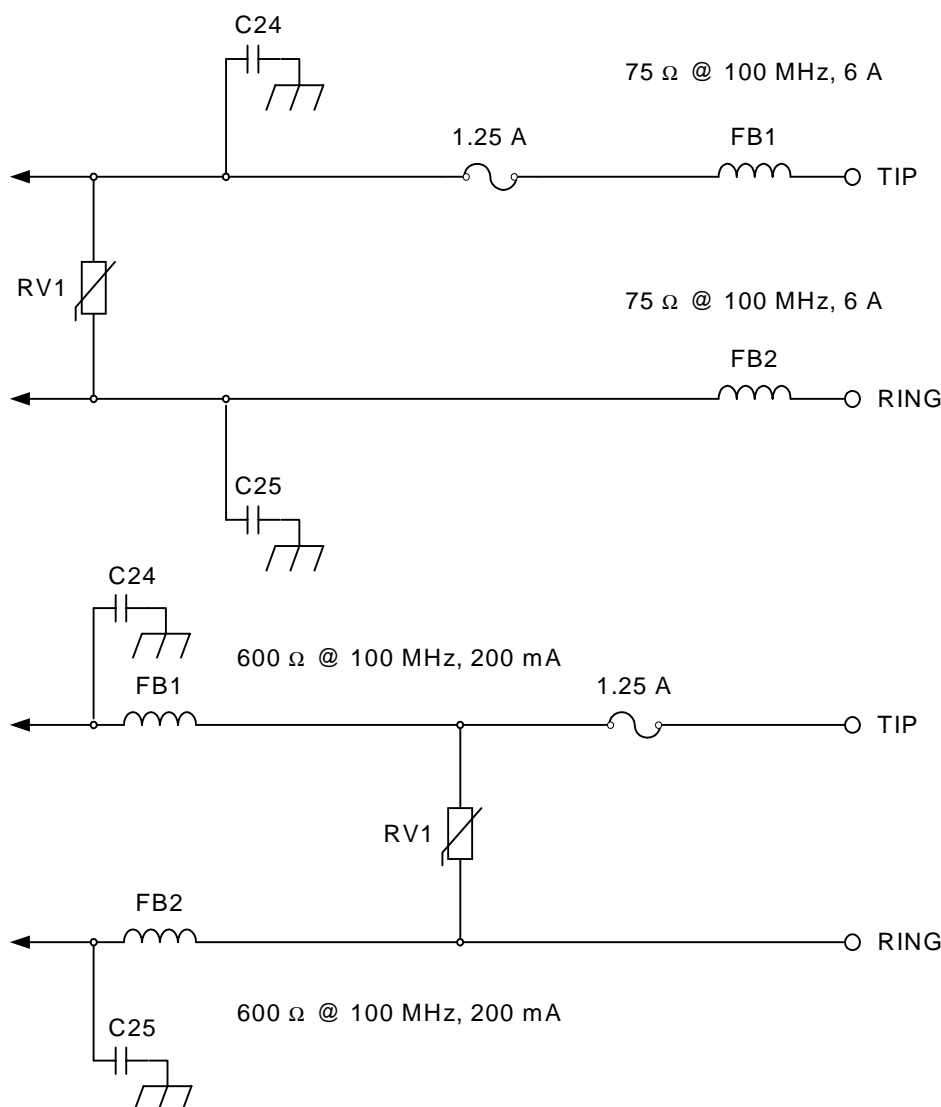 C24
75 Ω @ 100 MHz, 6 A
1.25 A
FB1
TIP
RV1
75 Ω @ 100 MHz, 6 A
FB2
RING
C25
C24
600 Ω @ 100 MHz, 200 mA
FB1
1.25 A
TIP
RV1
FB2
RING
600 Ω @ 100 MHz, 200 mA
C25